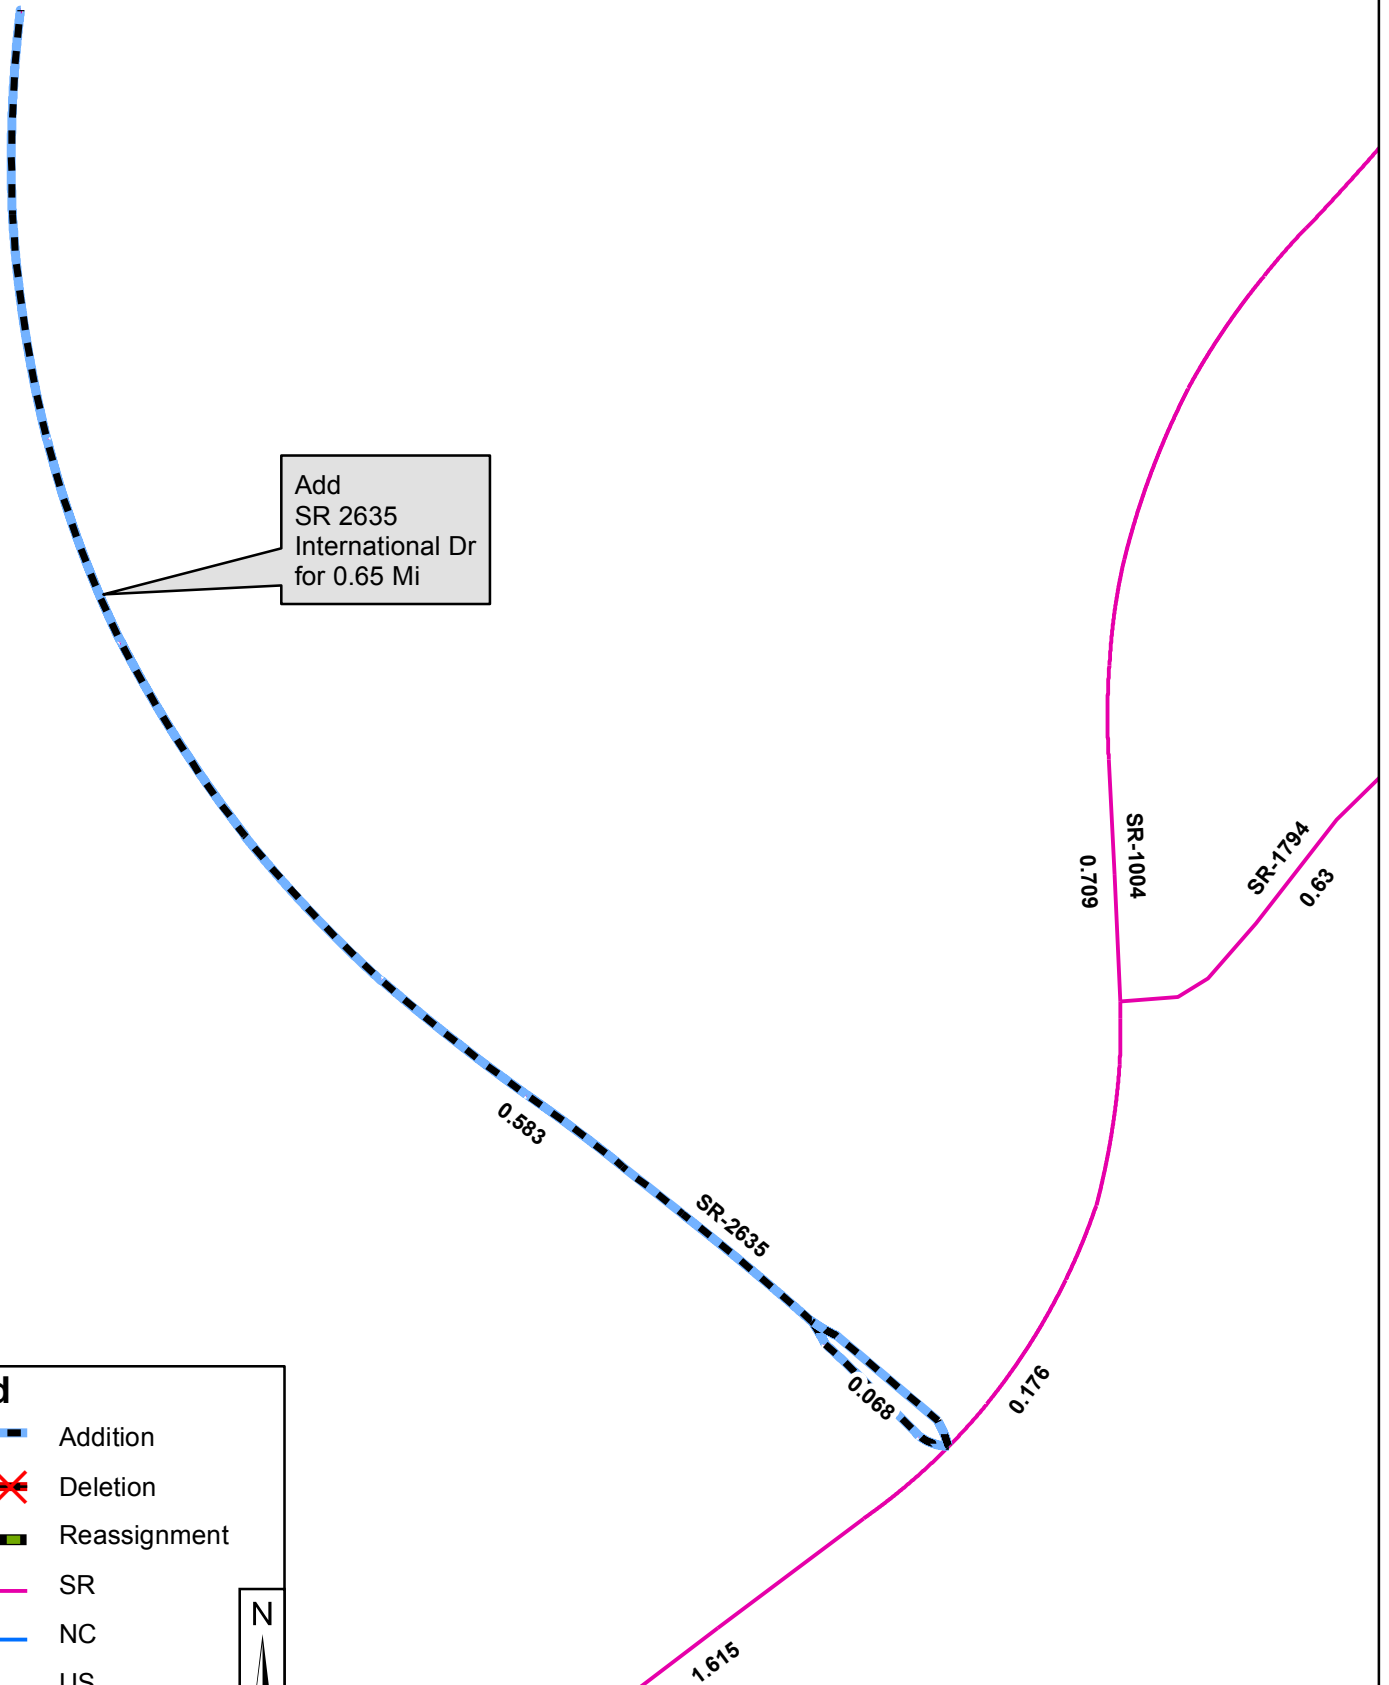 Add
SR 2635
International Dr
for 0.65 Mi
SR-1004
0.709
SR-1794
0.63
0.583
SR-2635
0.068
0.176
1.615
d
Addition
Deletion
Reassignment
SR
NC
US
N